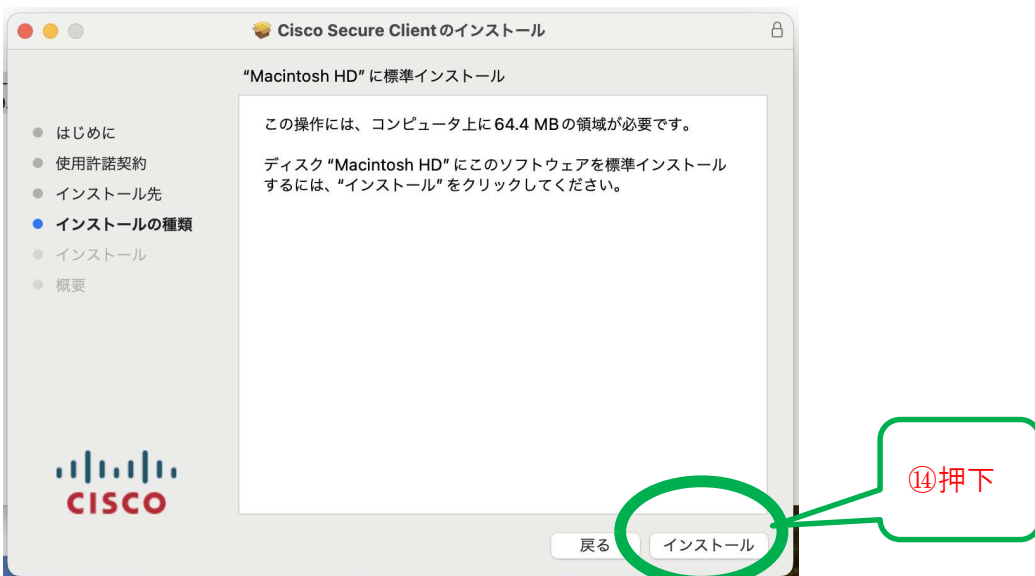 Cisco Secure Clientのインストール
“Macintosh HD” に標準インストール
はじめに
使用許諾契約
インストール先
インストールの種類
インストール
概要
この操作には、コンピュータ上に64.4 MBの領域が必要です。
ディスク “Macintosh HD” にこのソフトウェアを標準インストール
するには、“インストール” をクリックしてください。
CISCO
戻る
インストール
⑭押下